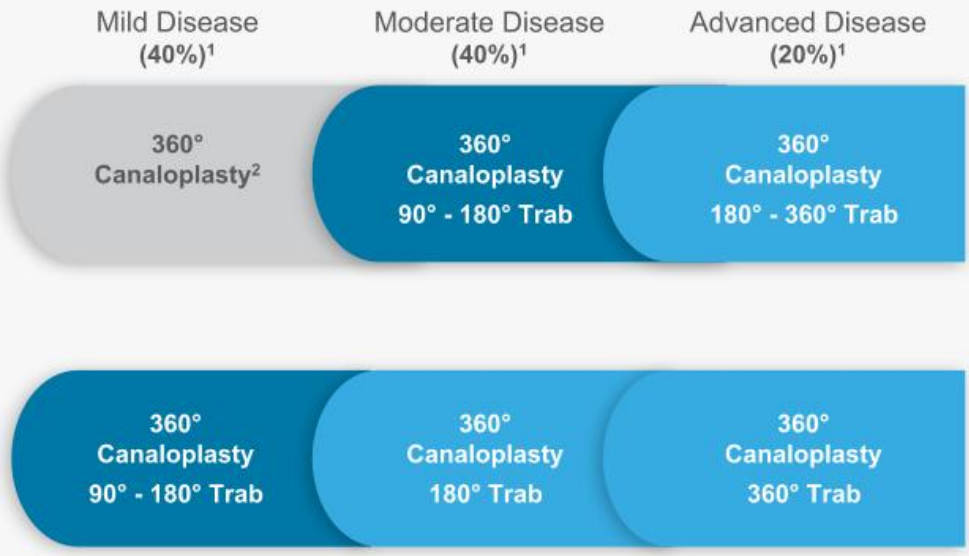 Mild Disease
(40%)¹
Moderate Disease
(40%)¹
Advanced Disease
(20%)¹
360°
Canaloplasty²
360°
Canaloplasty
90° - 180° Trab
360°
Canaloplasty
180° - 360° Trab
360°
Canaloplasty
90° - 180° Trab
360°
Canaloplasty
180° Trab
360°
Canaloplasty
360° Trab